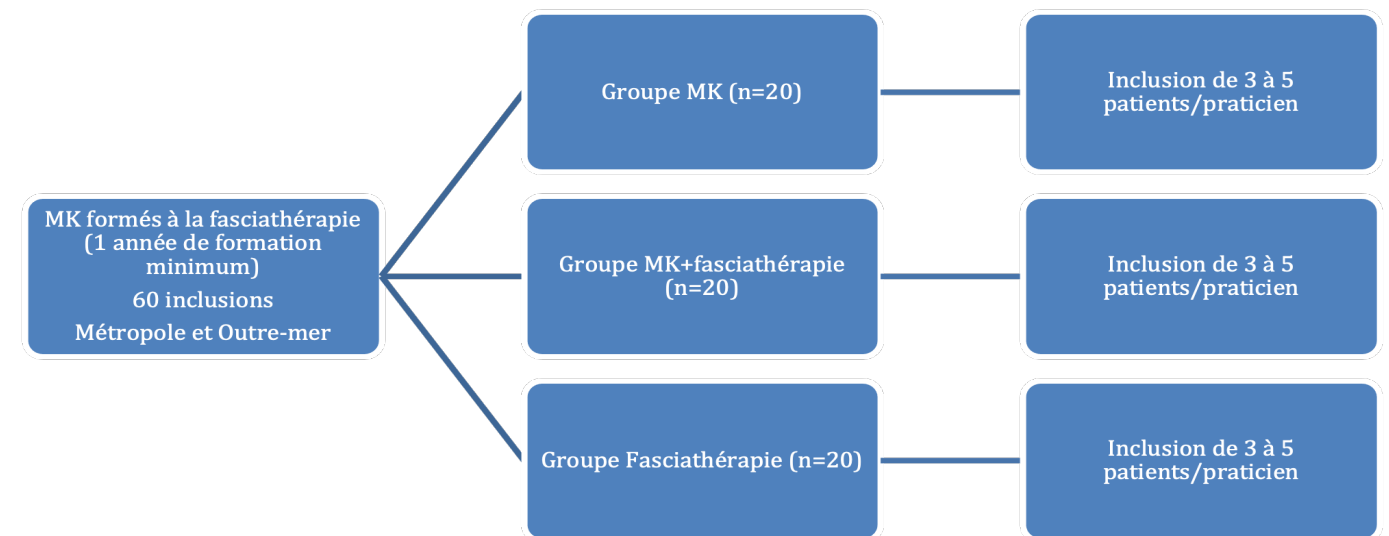 MK formés à la fasciathérapie
(1 année de formation
minimum)
60 inclusions
Métropole et Outre-mer
Groupe MK (n=20)
Inclusion de 3 à 5
patients/praticien
Groupe MK+fasciathérapie
(n=20)
Inclusion de 3 à 5
patients/praticien
Groupe Fasciathérapie (n=20)
Inclusion de 3 à 5
patients/praticien